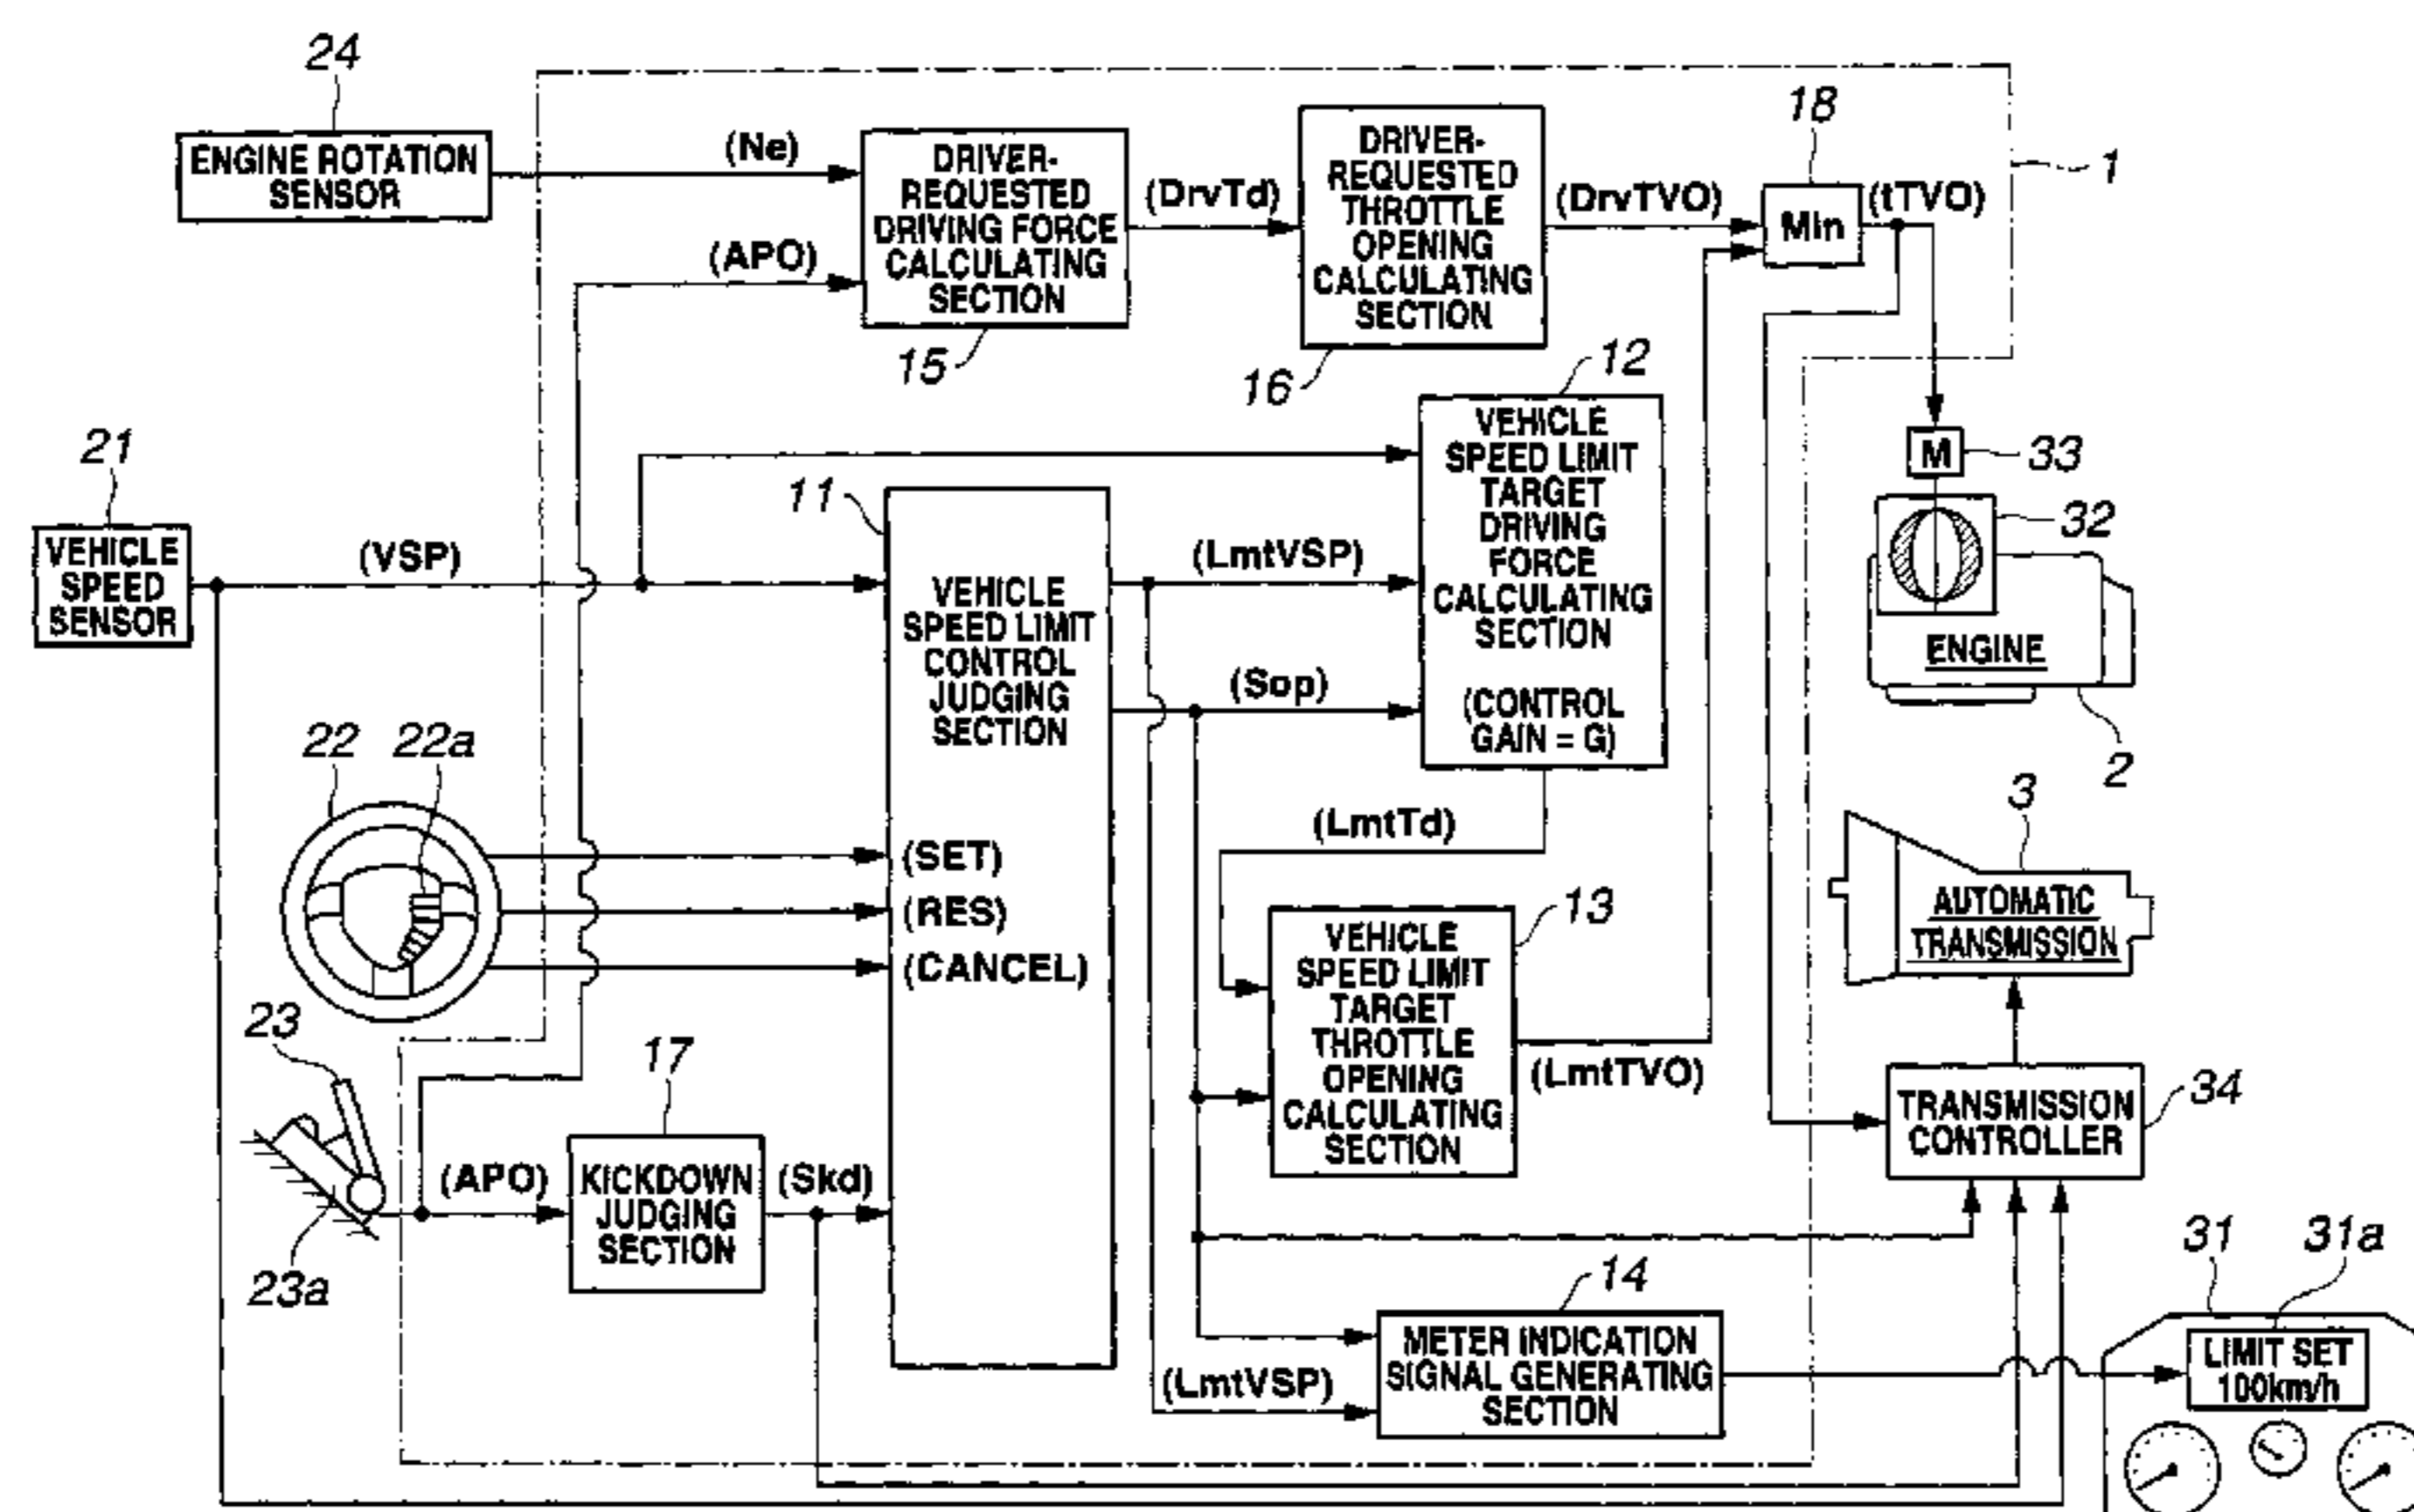 24
ENGINE ROTATION
SENSOR
(Ne)
(APO)
DRIVER-
REQUESTED
DRIVING FORCE
CALCULATING
SECTION
15
(DrvTd)
DRIVER-
REQUESTED
THROTTLE
OPENING
CALCULATING
SECTION
16
(DrvTVO)
18
Min
(tTVO)
1
21
VEHICLE
SPEED
SENSOR
(VSP)
11
VEHICLE
SPEED LIMIT
CONTROL
JUDGING
SECTION
(SET)
(RES)
(CANCEL)
(LmtVSP)
(Sop)
12
VEHICLE
SPEED LIMIT
TARGET
DRIVING
FORCE
CALCULATING
SECTION
(CONTROL
GAIN = G)
M
33
32
ENGINE
2
22
22a
(LmtTd)
13
VEHICLE
SPEED LIMIT
TARGET
THROTTLE
OPENING
CALCULATING
SECTION
(LmtTVO)
3
AUTOMATIC
TRANSMISSION
23
23a
(APO)
17
KICKDOWN
JUDGING
SECTION
(Skd)
TRANSMISSION
CONTROLLER
34
14
METER INDICATION
SIGNAL GENERATING
SECTION
(LmtVSP)
31
31a
LIMIT SET
100km/h